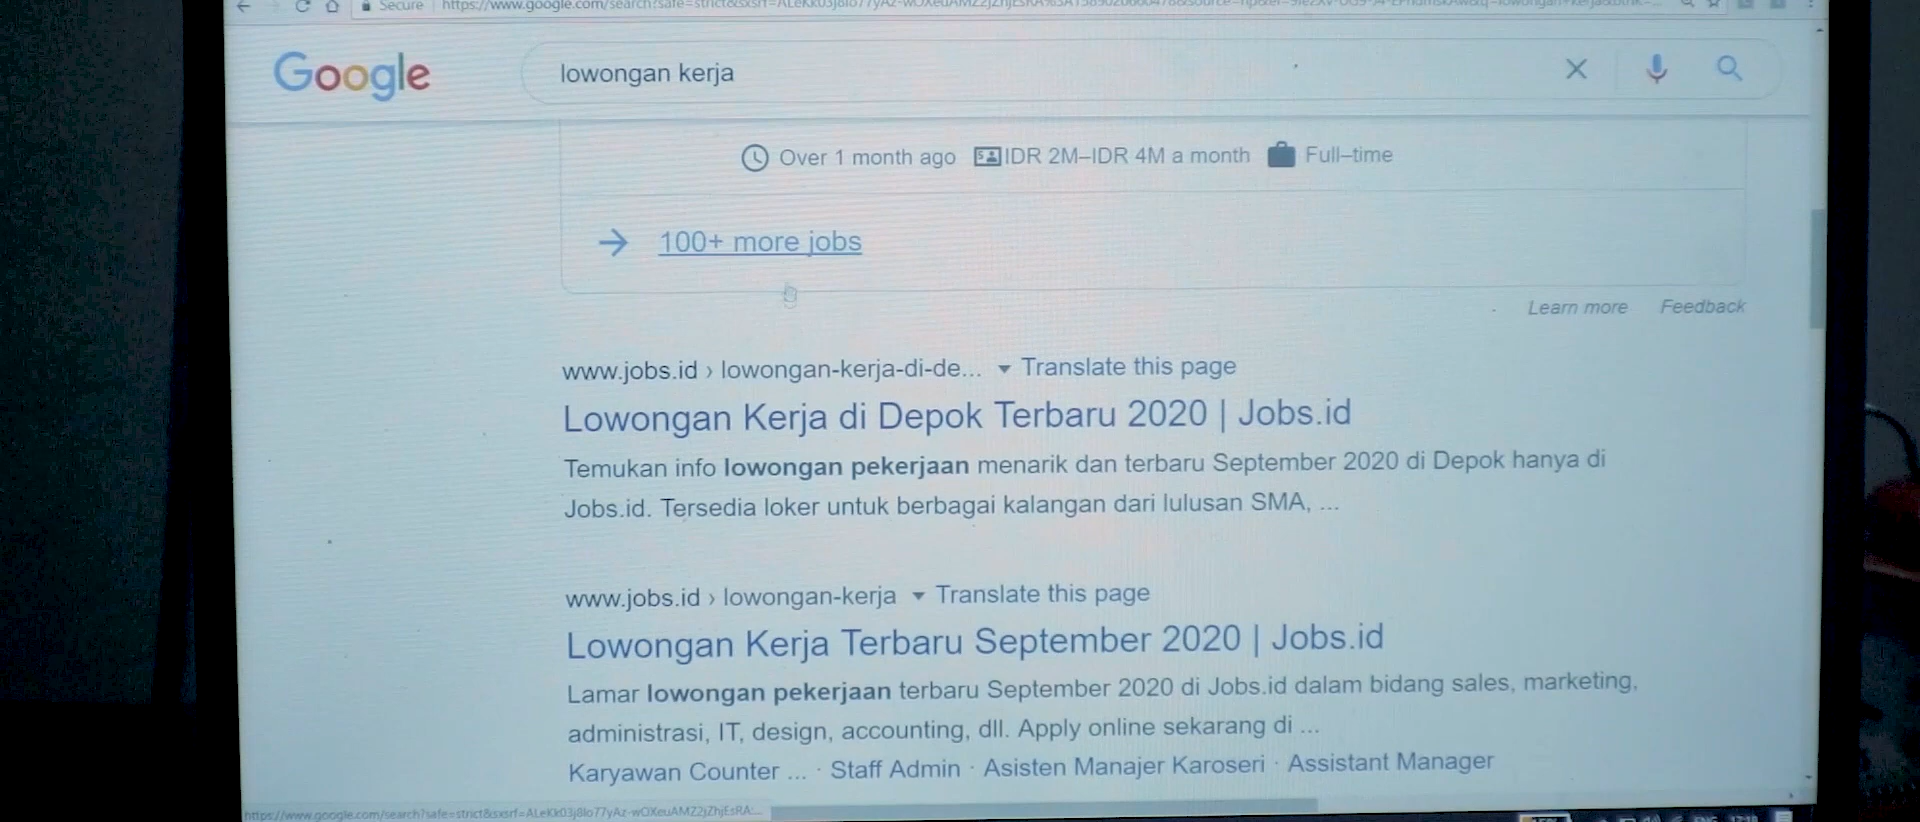 Secure
Google
lowongan kerja
Over 1 month ago IDR 2M–IDR 4M a month Full–time
100+ more jobs
Learn more Feedback
www.jobs.id › lowongan-kerja-di-de... Translate this page
Lowongan Kerja di Depok Terbaru 2020 | Jobs.id
Temukan info lowongan pekerjaan menarik dan terbaru September 2020 di Depok hanya di
Jobs.id. Tersedia loker untuk berbagai kalangan dari lulusan SMA, ...
www.jobs.id › lowongan-kerja Translate this page
Lowongan Kerja Terbaru September 2020 | Jobs.id
Lamar lowongan pekerjaan terbaru September 2020 di Jobs.id dalam bidang sales, marketing,
administrasi, IT, design, accounting, dll. Apply online sekarang di ...
Karyawan Counter ... · Staff Admin · Asisten Manajer Karoseri · Assistant Manager